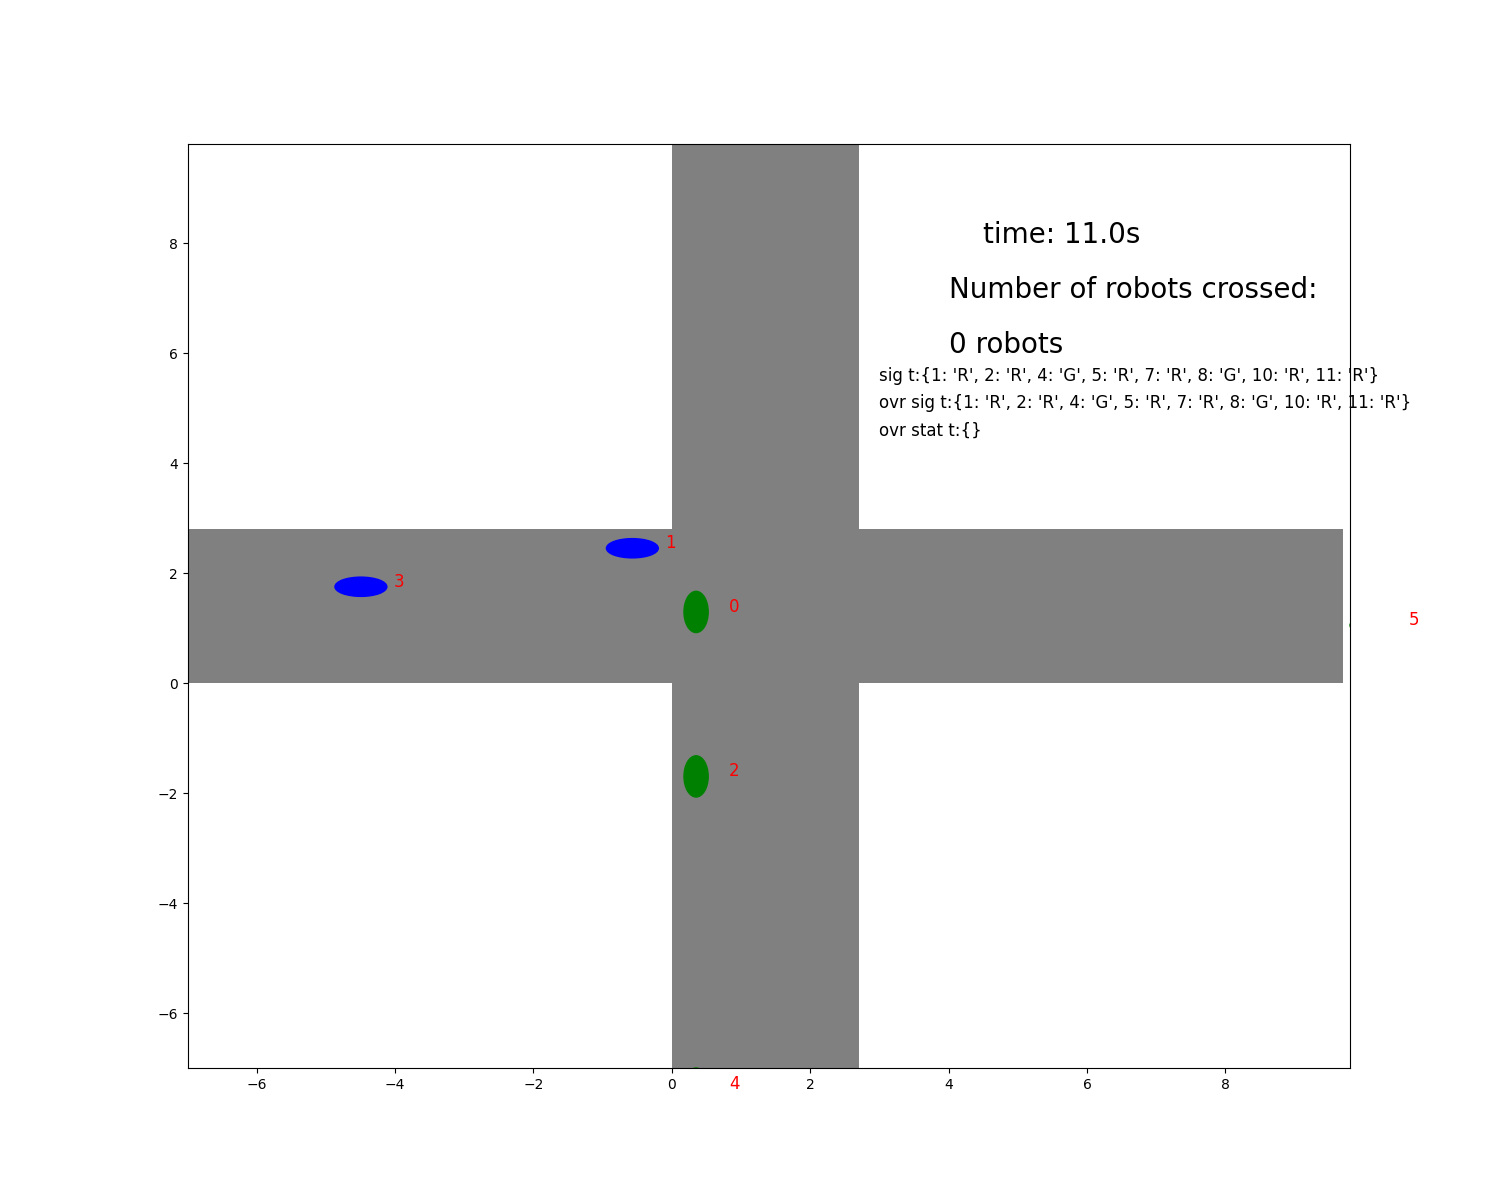 time: 11.0s
Number of robots crossed:
0 robots
sig t:{1: 'R', 2: 'R', 4: 'G', 5: 'R', 7: 'R', 8: 'G', 10: 'R', 11: 'R'}
ovr sig t:{1: 'R', 2: 'R', 4: 'G', 5: 'R', 7: 'R', 8: 'G', 10: 'R', 11: 'R'}
ovr stat t:{}
8
6
4
2
0
−2
−4
−6
1
3
0
5
2
4
−6 −4 −2 0 2 4 6 8